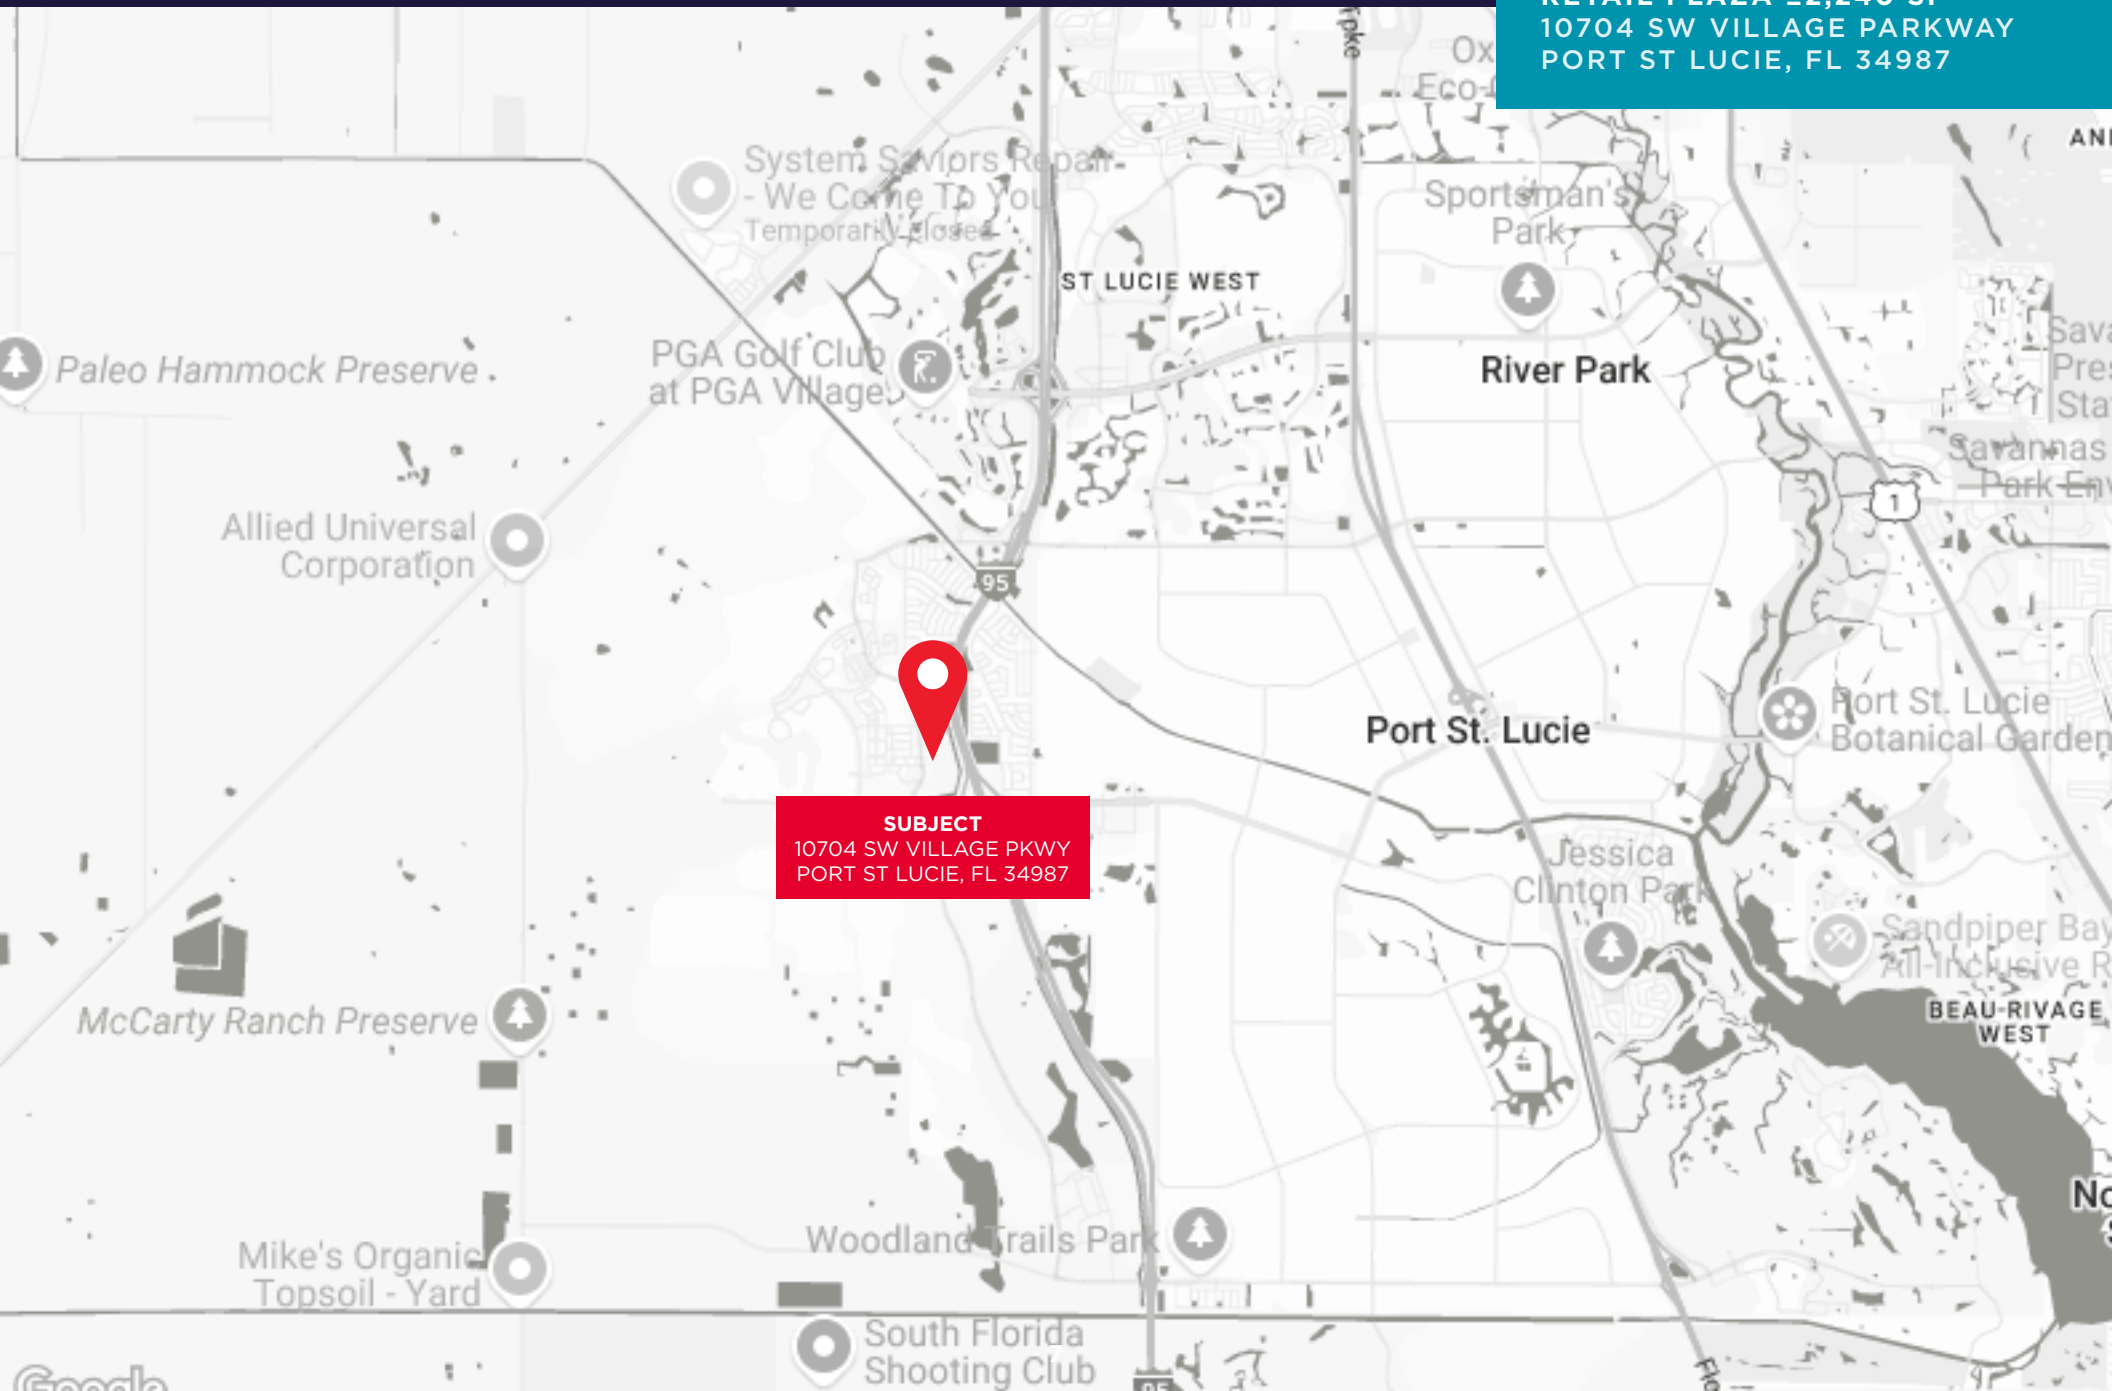 10704 SW VILLAGE PARKWAY
PORT ST LUCIE, FL 34987
Tpke
System Saviors Repair
- We Come To You
Temporarily closed
Sportsman's
Park
ST LUCIE WEST
PGA Golf Club
at PGA Village
River Park
Paleo Hammock Preserve
Savannas
1
Allied Universal
Corporation
95
Port St. Lucie
Port St. Lucie
Botanical Garden
SUBJECT
10704 SW VILLAGE PKWY
PORT ST LUCIE, FL 34987
Jessica
Clinton Park
Sandpiper Bay
All-Inclusive R
McCarty Ranch Preserve
BEAU-RIVAGE
WEST
Woodland Trails Park
Mike's Organic
Topsoil - Yard
South Florida
Shooting Club
Google